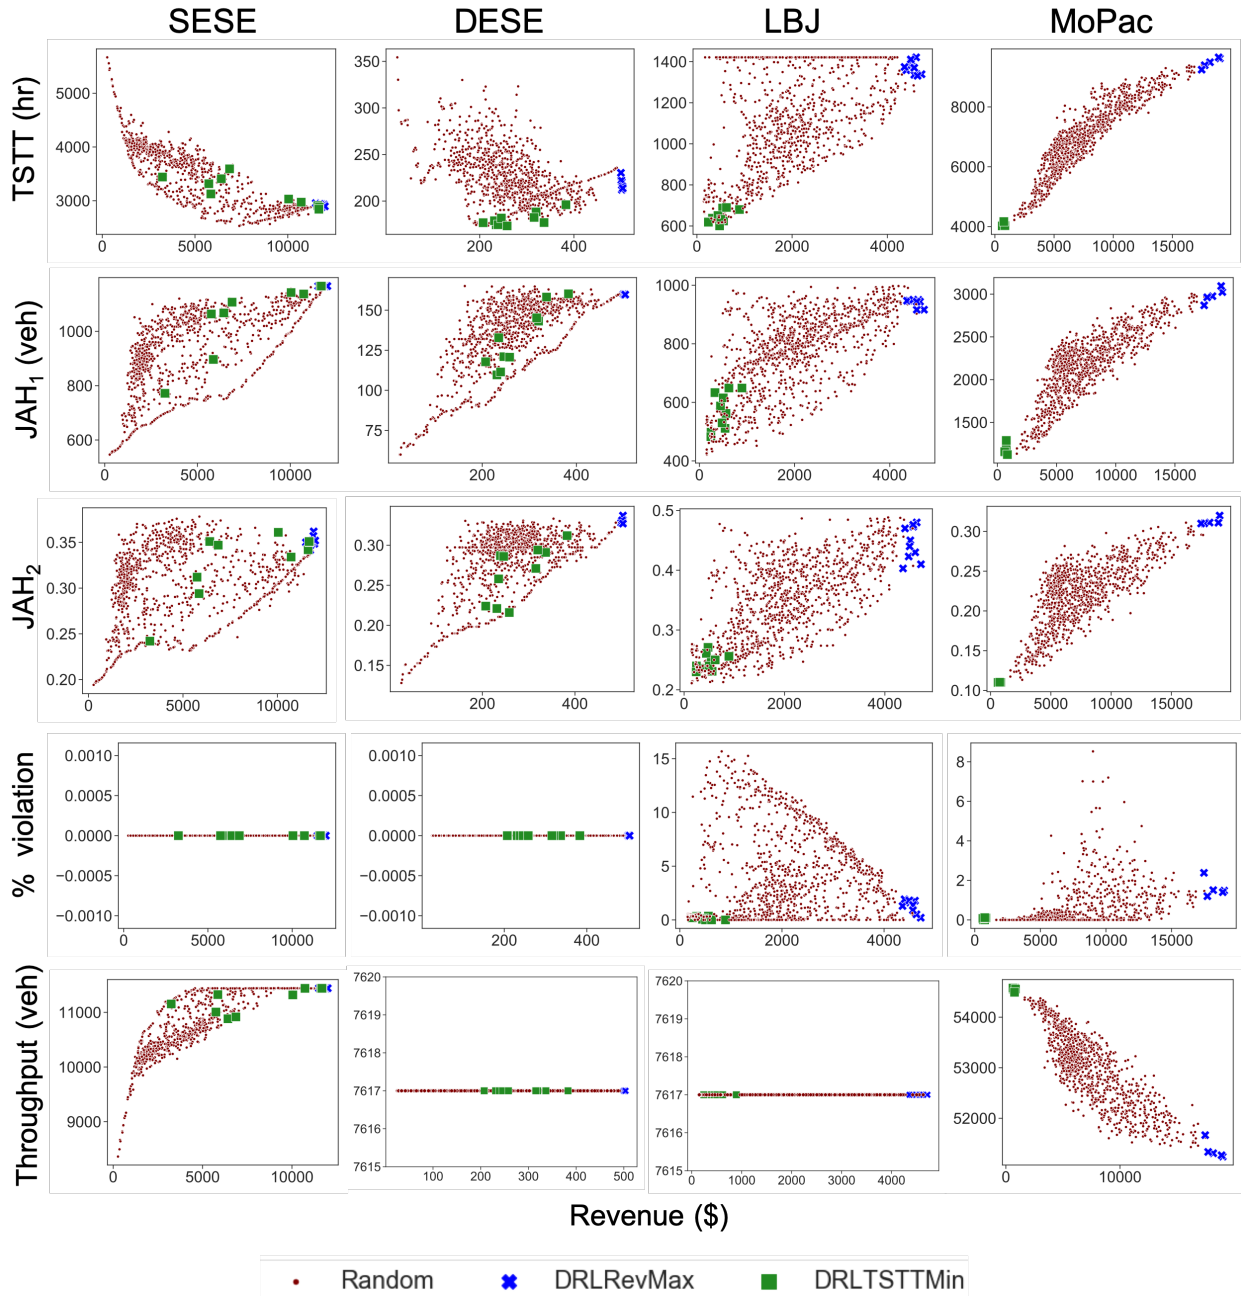 SESE DESE LBJ MoPac
TSTT (hr)
5000 4000 3000
0 5000 10000
350 300 250 200
200 400
1400 1200 1000 800 600
0 2000 4000
8000 6000 4000
0 5000 10000 15000
JAH1 (veh)
1000 800 600
0 5000 10000
150 125 100 75
200 400
1000 800 600 400
0 2000 4000
3000 2500 2000 1500
0 5000 10000 15000
JAH2
0.35 0.30 0.25 0.20
0 5000 10000
0.30 0.25 0.20 0.15
200 400
0.5 0.4 0.3 0.2
0 2000 4000
0.30 0.25 0.20 0.15 0.10
0 5000 10000 15000
% violation
0.0010 0.0005 0.0000 −0.0005 −0.0010
0 5000 10000
0.0010 0.0005 0.0000 −0.0005 −0.0010
200 400
15 10 5 0
0 2000 4000
8 6 4 2 0
0 5000 10000 15000
Throughput (veh)
11000 10000 9000
0 5000 10000
7620 7619 7618 7617 7616 7615
100 200 300 400 500
7620 7619 7618 7617 7616 7615
0 1000 2000 3000 4000
54000 53000 52000
0 10000
Revenue ($)
Random DRLRevMax DRLTSTTMin